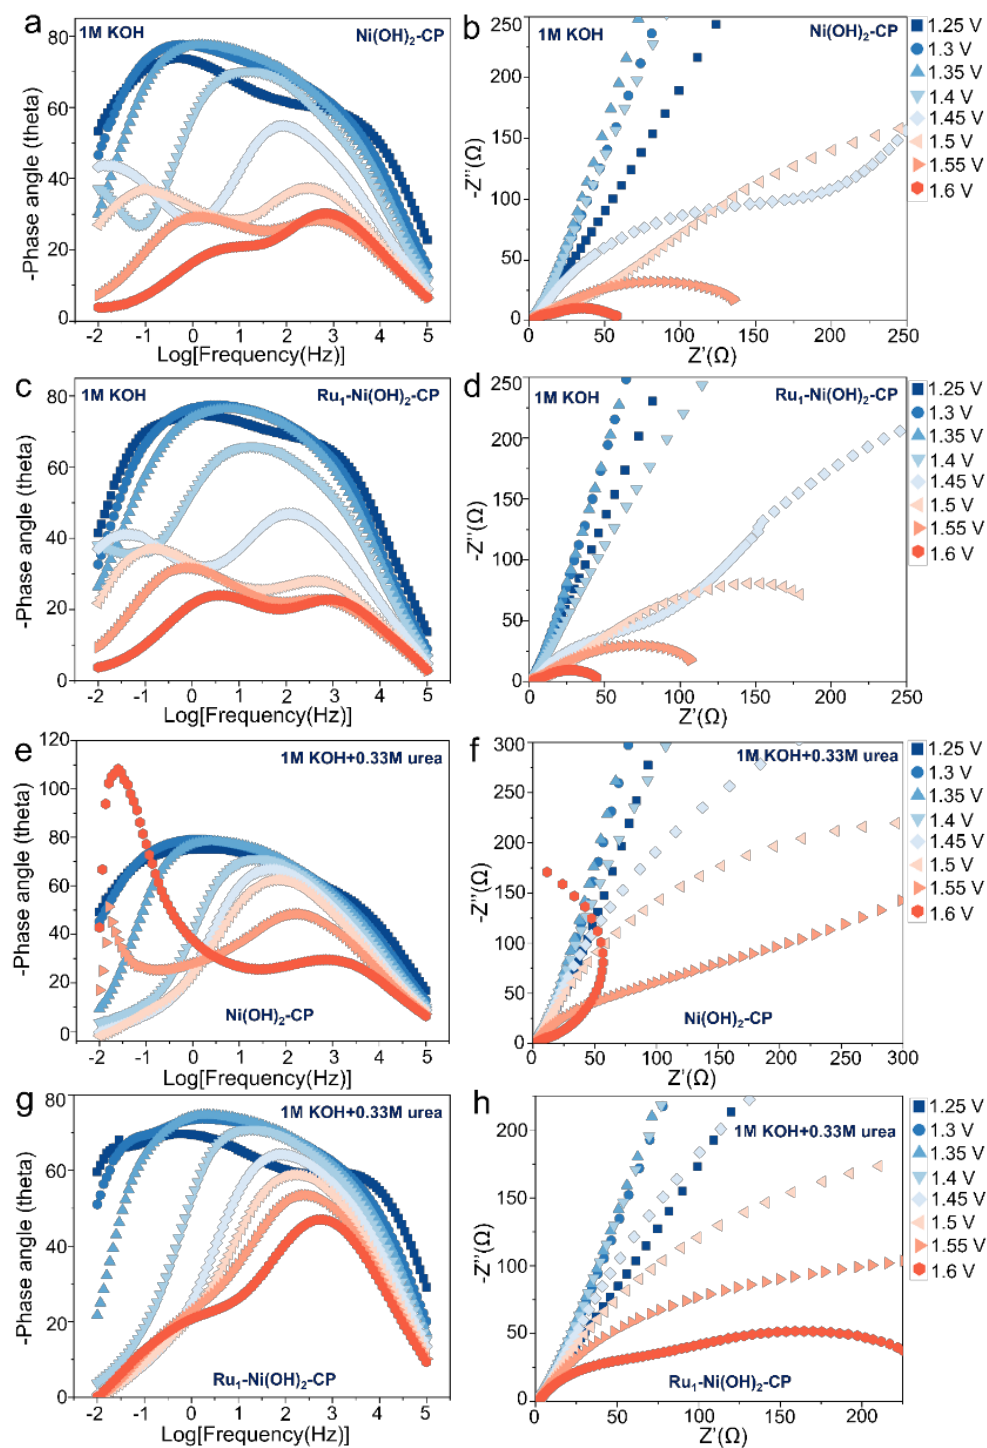 a
1M KOH
Ni(OH)2-CP
80
60
40
20
0
-Phase angle (theta)
-2 -1 0 1 2 3 4 5
Log[Frequency(Hz)]
b
1M KOH
Ni(OH)2-CP
250
200
150
100
50
0
-Z''(Ω)
0 50 100 150 200 250
Z'(Ω)
1.25 V
1.3 V
1.35 V
1.4 V
1.45 V
1.5 V
1.55 V
1.6 V
c
1M KOH
Ru1-Ni(OH)2-CP
80
60
40
20
0
-Phase angle (theta)
-2 -1 0 1 2 3 4 5
Log[Frequency(Hz)]
d
1M KOH
Ru1-Ni(OH)2-CP
250
200
150
100
50
0
-Z''(Ω)
0 50 100 150 200 250
Z'(Ω)
1.25 V
1.3 V
1.35 V
1.4 V
1.45 V
1.5 V
1.55 V
1.6 V
e
1M KOH+0.33M urea
120
100
80
60
40
20
0
-Phase angle (theta)
Ni(OH)2-CP
-2 -1 0 1 2 3 4 5
Log[Frequency(Hz)]
f
1M KOH+0.33M urea
300
250
200
150
100
50
0
-Z''(Ω)
Ni(OH)2-CP
0 50 100 150 200 250 300
Z'(Ω)
1.25 V
1.3 V
1.35 V
1.4 V
1.45 V
1.5 V
1.55 V
1.6 V
g
1M KOH+0.33M urea
80
60
40
20
0
-Phase angle (theta)
Ru1-Ni(OH)2-CP
-2 -1 0 1 2 3 4 5
Log[Frequency(Hz)]
h
1M KOH+0.33M urea
200
150
100
50
0
-Z''(Ω)
Ru1-Ni(OH)2-CP
0 50 100 150 200
Z'(Ω)
1.25 V
1.3 V
1.35 V
1.4 V
1.45 V
1.5 V
1.55 V
1.6 V